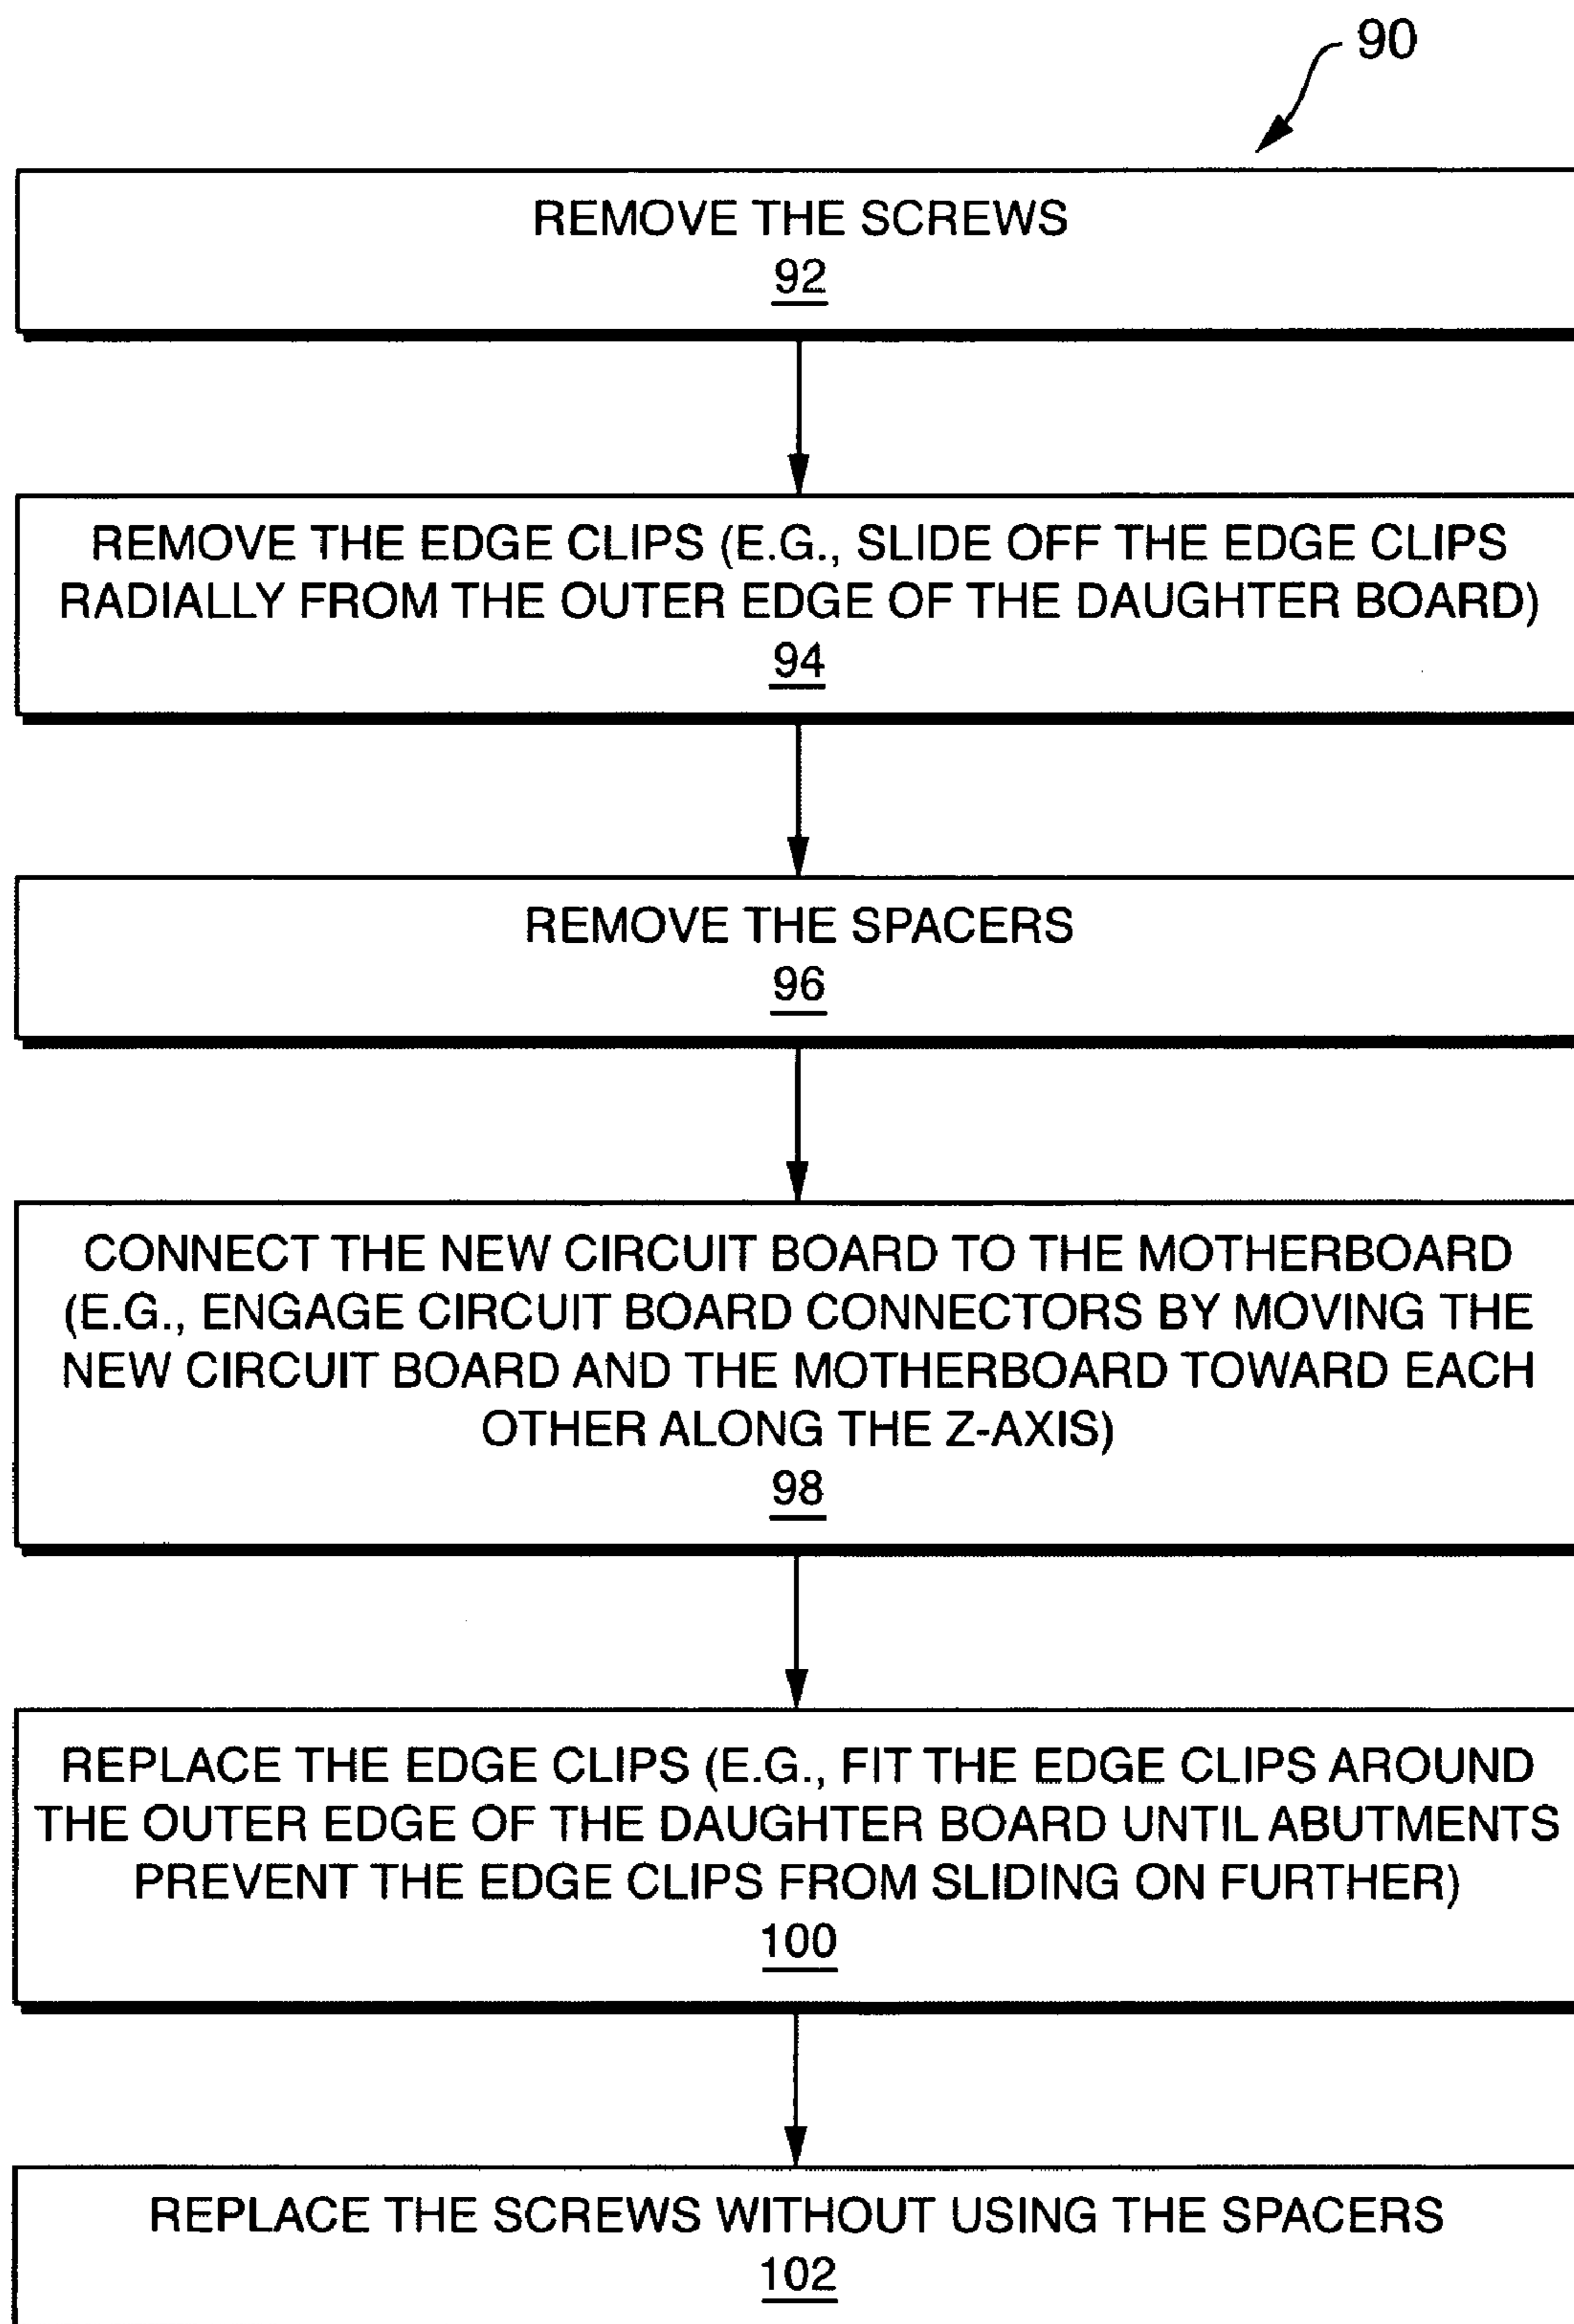 90
REMOVE THE SCREWS
92
REMOVE THE EDGE CLIPS (E.G., SLIDE OFF THE EDGE CLIPS
RADIALLY FROM THE OUTER EDGE OF THE DAUGHTER BOARD)
94
REMOVE THE SPACERS
96
CONNECT THE NEW CIRCUIT BOARD TO THE MOTHERBOARD
(E.G., ENGAGE CIRCUIT BOARD CONNECTORS BY MOVING THE
NEW CIRCUIT BOARD AND THE MOTHERBOARD TOWARD EACH
OTHER ALONG THE Z-AXIS)
98
REPLACE THE EDGE CLIPS (E.G., FIT THE EDGE CLIPS AROUND
THE OUTER EDGE OF THE DAUGHTER BOARD UNTIL ABUTMENTS
PREVENT THE EDGE CLIPS FROM SLIDING ON FURTHER)
100
REPLACE THE SCREWS WITHOUT USING THE SPACERS
102